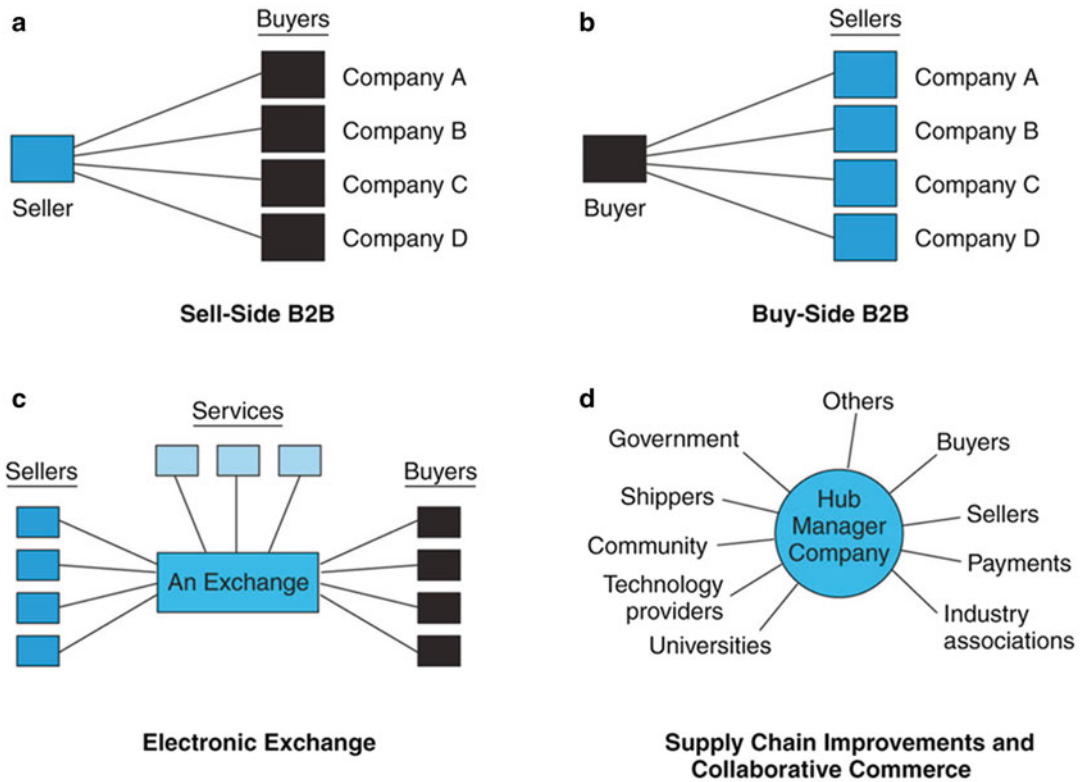 a
Buyers
Company A
Company B
Company C
Company D
Seller
Sell-Side B2B
b
Sellers
Company A
Company B
Company C
Company D
Buyer
Buy-Side B2B
c
Services
Sellers
Buyers
An Exchange
Electronic Exchange
d
Others
Government
Buyers
Shippers
Hub
Manager
Company
Sellers
Community
Payments
Technology
providers
Industry
associations
Universities
Supply Chain Improvements and
Collaborative Commerce